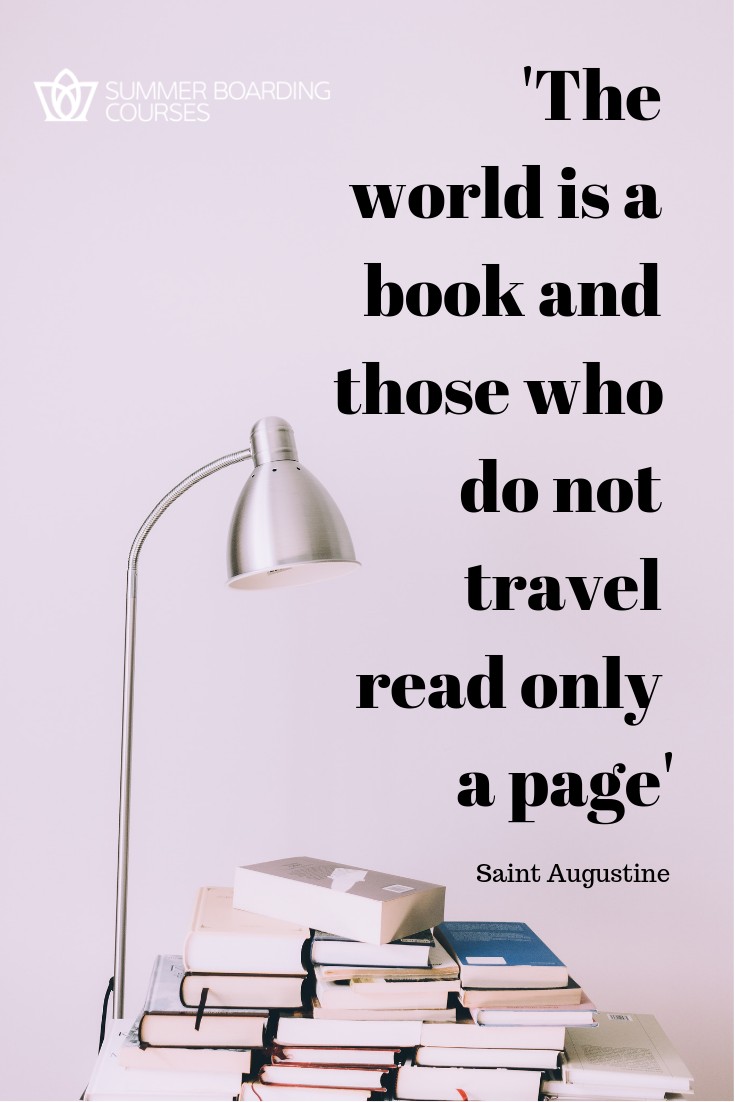 SUMMER BOARDING
COURSES
'The
world is a
book and
those who
do not
travel
read only
a page'
Saint Augustine